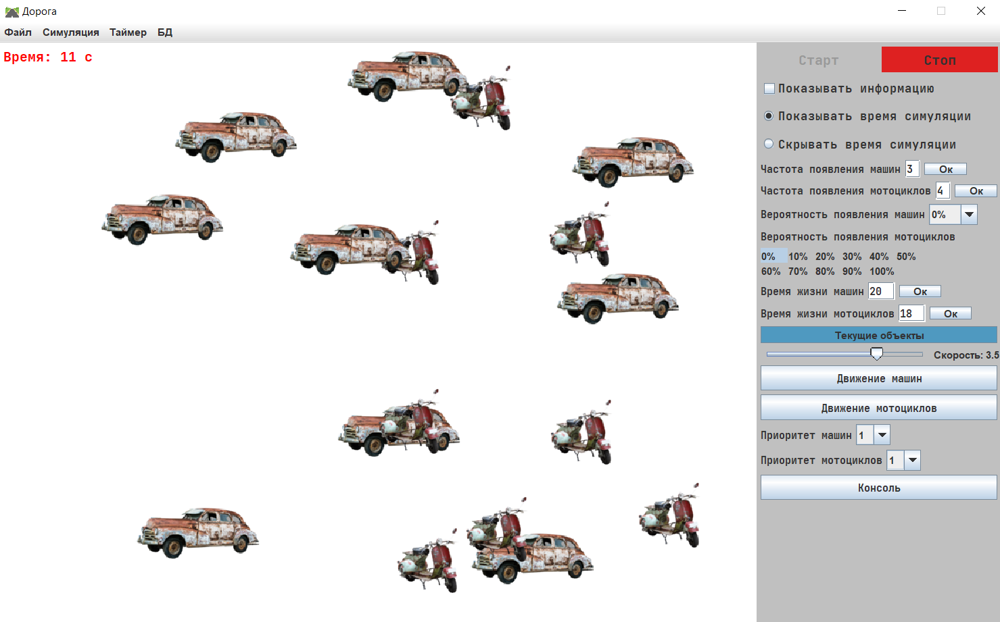 Дорога
Файл Симуляция Таймер БД
Время: 11 с
Старт Стоп
Показывать информацию
Показывать время симуляции
Скрывать время симуляции
Частота появления машин 3 Ок
Частота появления мотоциклов 4 Ок
Вероятность появления машин 0%
Вероятность появления мотоциклов
0% 10% 20% 30% 40% 50%
60% 70% 80% 90% 100%
Время жизни машин 20 Ок
Время жизни мотоциклов 18 Ок
Текущие объекты
Скорость: 3.5
Движение машин
Движение мотоциклов
Приоритет машин 1
Приоритет мотоциклов 1
Консоль